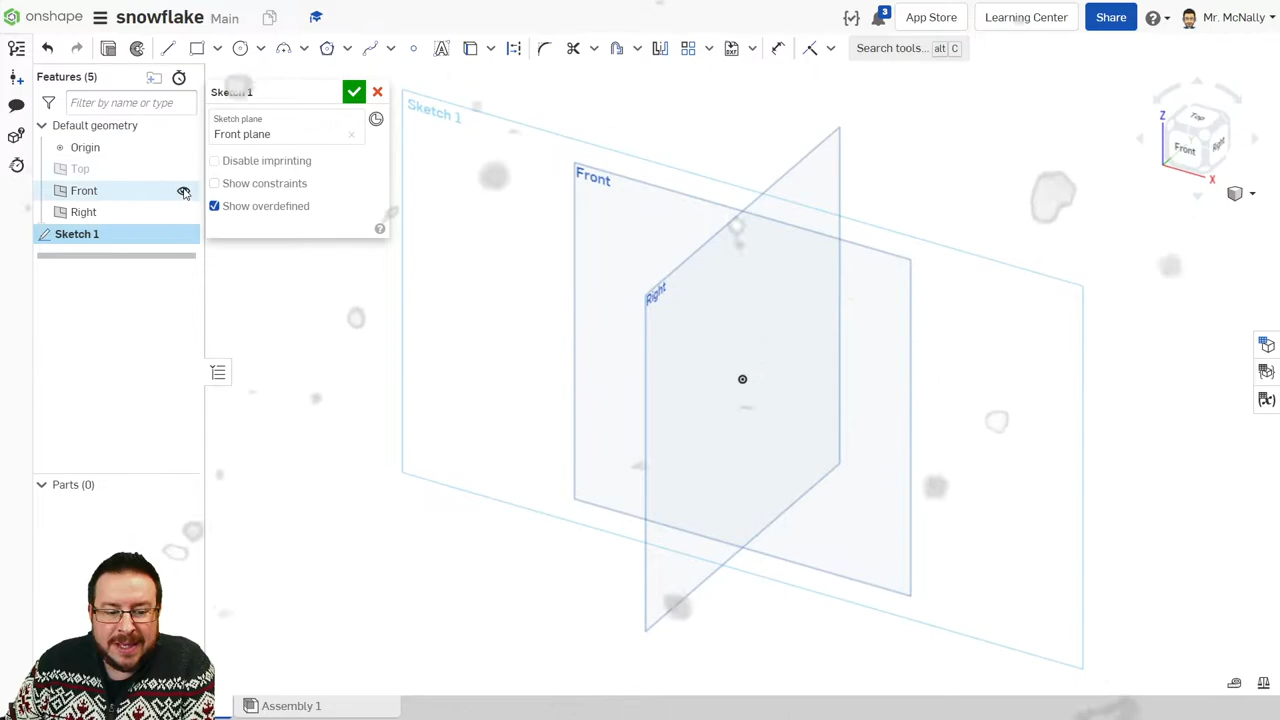 onshape snowflake Main 3 App Store Learning Center Share Mr. McNally
Search tools... alt C
Features (5)
Filter by name or type
Default geometry
Origin
Top
Front
Right
Sketch 1
Sketch 1
Sketch plane
Front plane
Disable imprinting
Show constraints
Show overdefined
Sketch 1
Front
Right
Top
Front
Right
Z
X
Parts (0)
Assembly 1